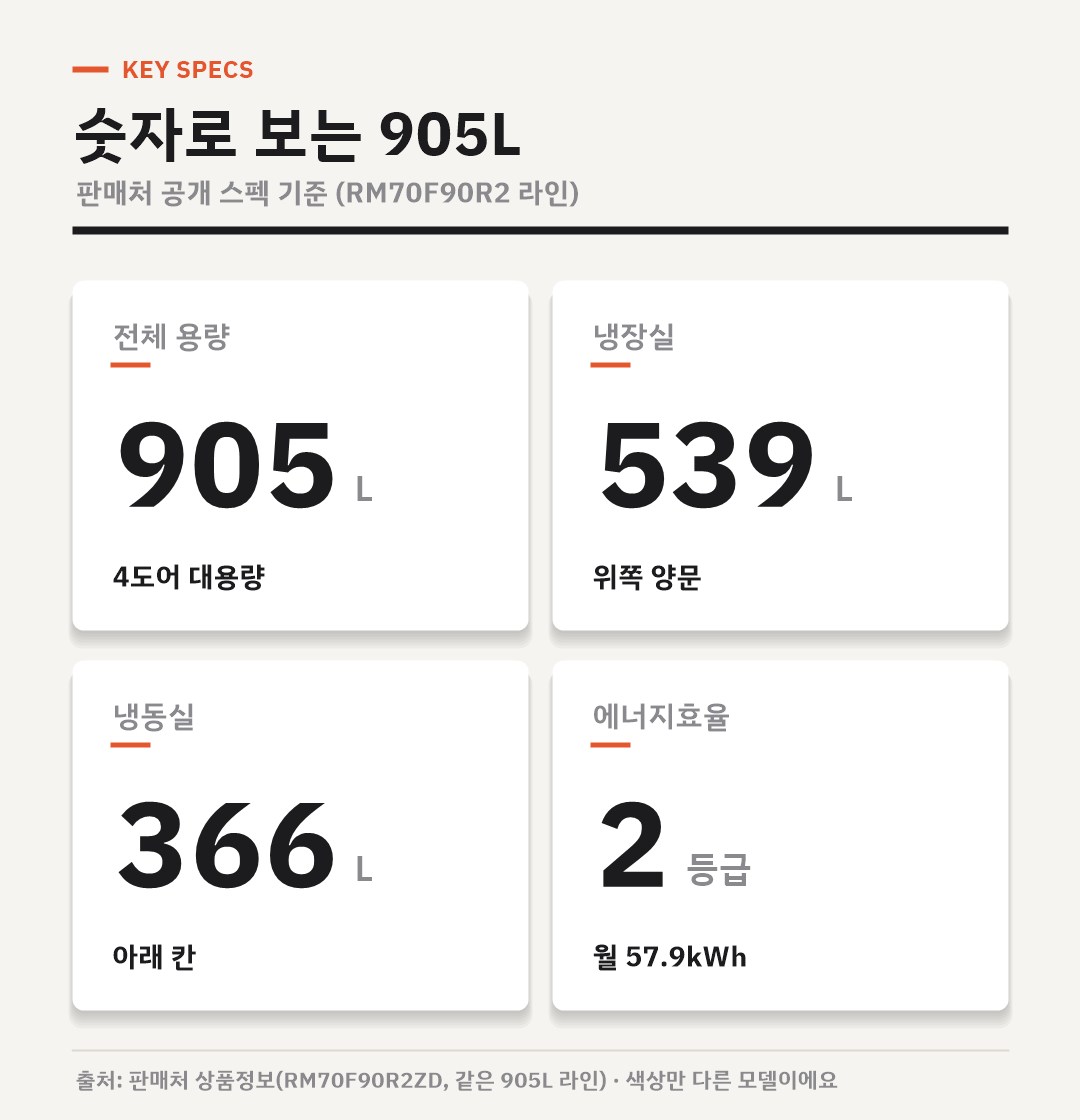 KEY SPECS
숫자로 보는 905L
판매처 공개 스펙 기준 (RM70F90R2 라인)
전체 용량
905 L
4도어 대용량
냉장실
539 L
위쪽 양문
냉동실
366 L
아래 칸
에너지효율
2 등급
월 57.9kWh
출처: 판매처 상품정보(RM70F90R2ZD, 같은 905L 라인) · 색상만 다른 모델이에요